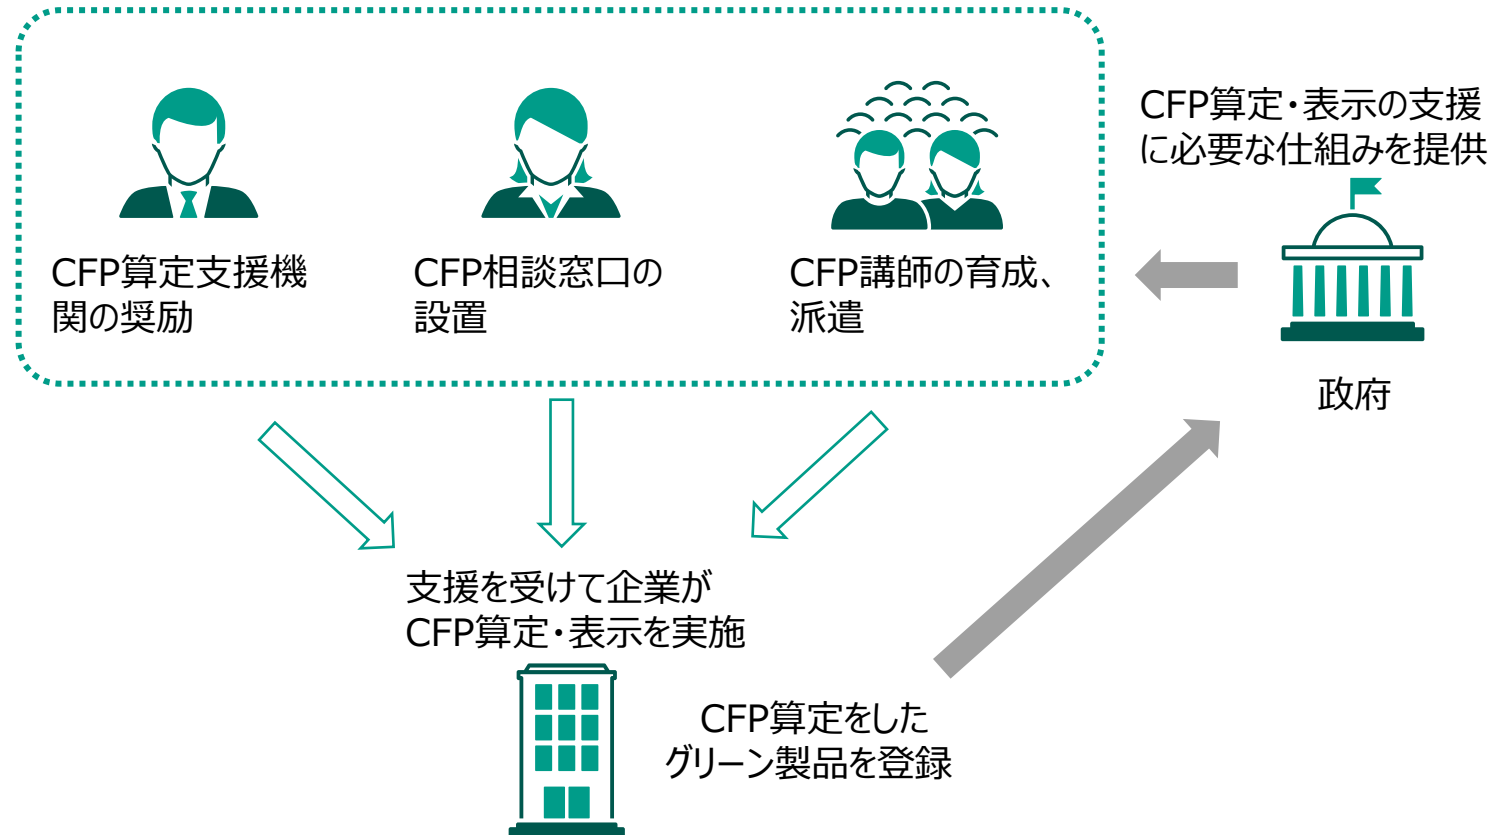 CFP算定・表示の支援
に必要な仕組みを提供
CFP算定支援機
関の奨励
CFP相談窓口の
設置
CFP講師の育成、
派遣
政府
支援を受けて企業が
CFP算定・表示を実施
CFP算定をした
グリーン製品を登録